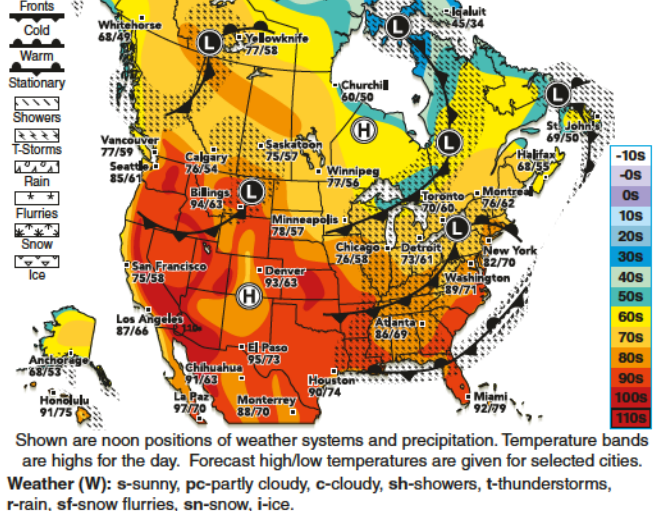 Fronts
Cold
Warm
Stationary
Showers
T-Storms
Rain
Flurries
Snow
Ice
Whitehorse
68/49
Yellowknife
77/58
Iqaluit
45/34
Churchill
60/50
St. John's
69/50
Halifax
68/55
Vancouver
77/59
Seattle
85/61
Calgary
76/54
Saskatoon
75/57
Winnipeg
77/56
Billings
94/63
Minneapolis
78/57
Toronto
70/60
Montreal
76/62
Chicago
76/58
Detroit
73/61
New York
82/70
Washington
89/71
San Francisco
75/58
Denver
93/63
Los Angeles
87/66
110s
Atlanta
86/69
El Paso
95/73
Chihuahua
91/63
Houston
90/74
La Paz
97/70
Monterrey
88/70
Miami
92/79
Anchorage
68/53
Honolulu
91/75
L
L
L
L
L
L
H
H
-10s
-0s
0s
10s
20s
30s
40s
50s
60s
70s
80s
90s
100s
110s
Shown are noon positions of weather systems and precipitation. Temperature bands
are highs for the day. Forecast high/low temperatures are given for selected cities.
Weather (W): s-sunny, pc-partly cloudy, c-cloudy, sh-showers, t-thunderstorms,
r-rain, sf-snow flurries, sn-snow, i-ice.